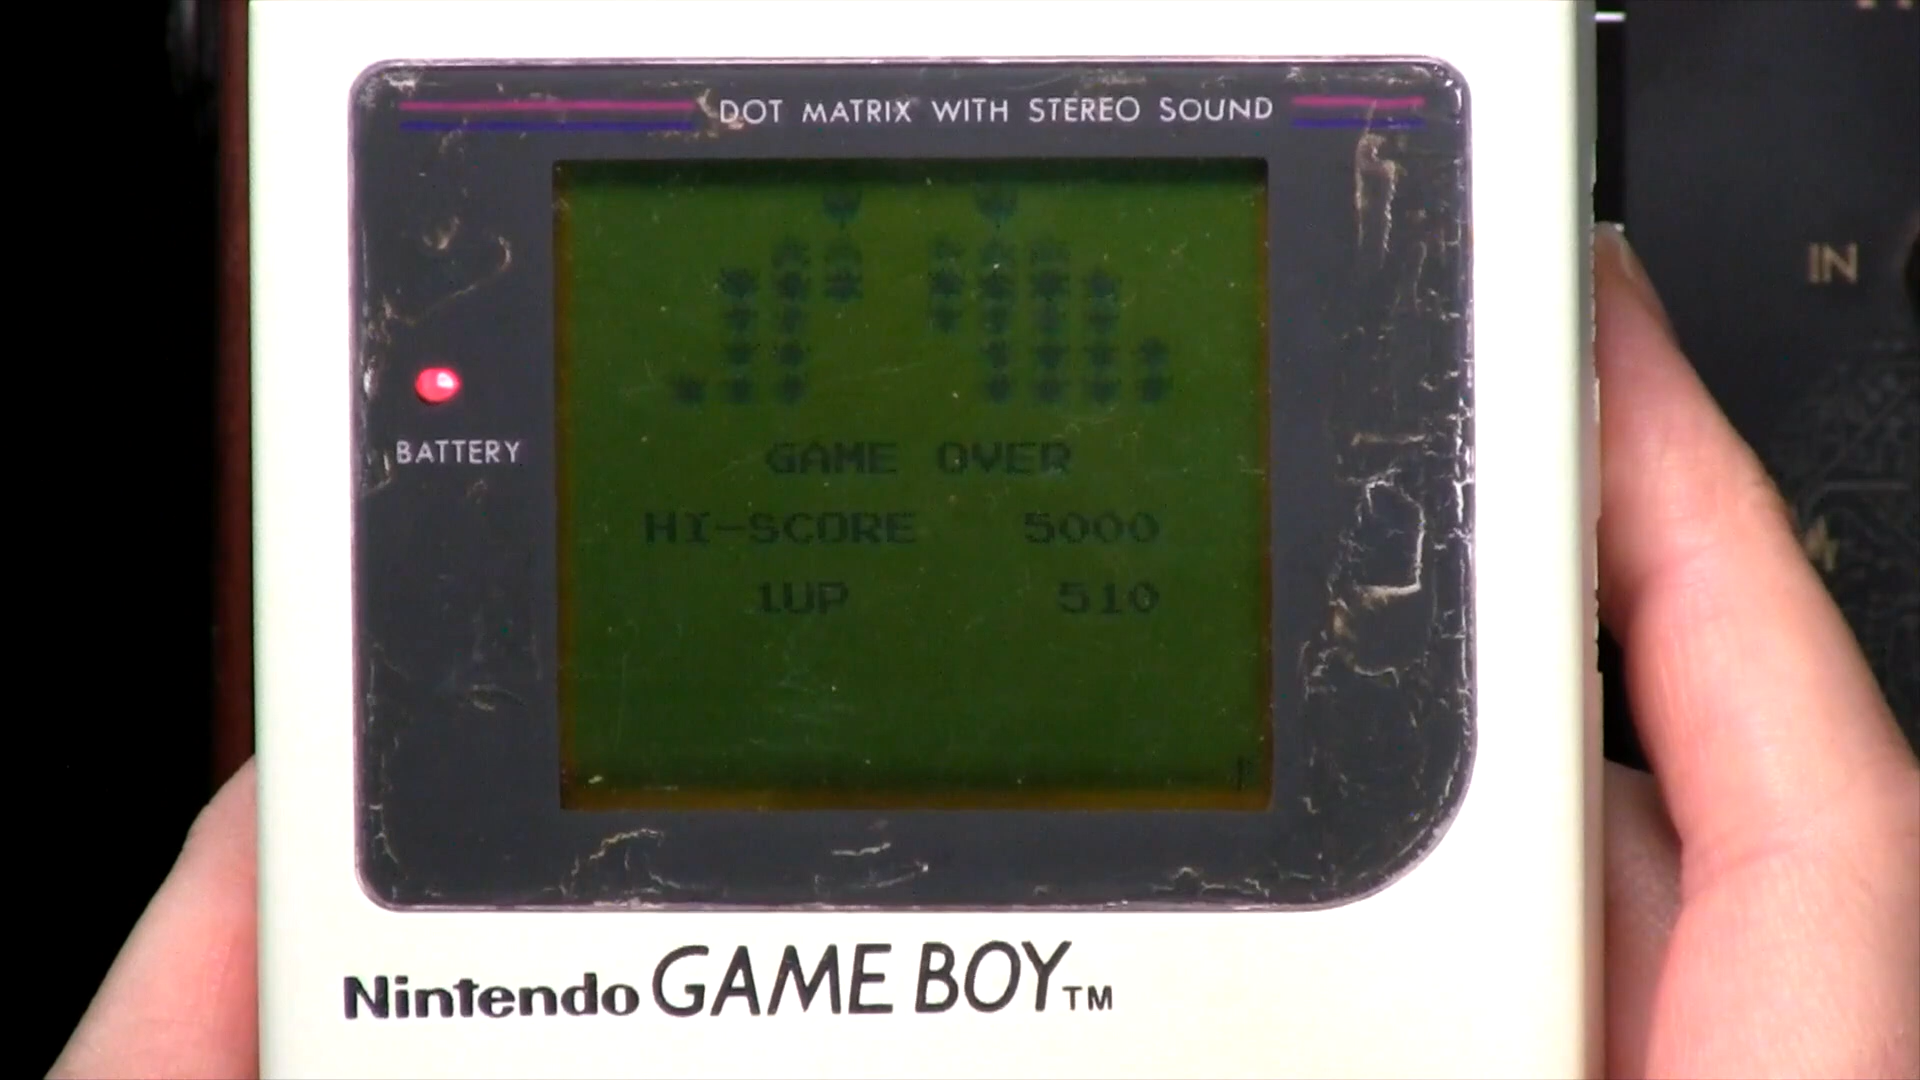 DOT MATRIX WITH STEREO SOUND
IN
BATTERY
GAME OVER
HI-SCORE 5000
1UP 510
Nintendo GAME BOY TM